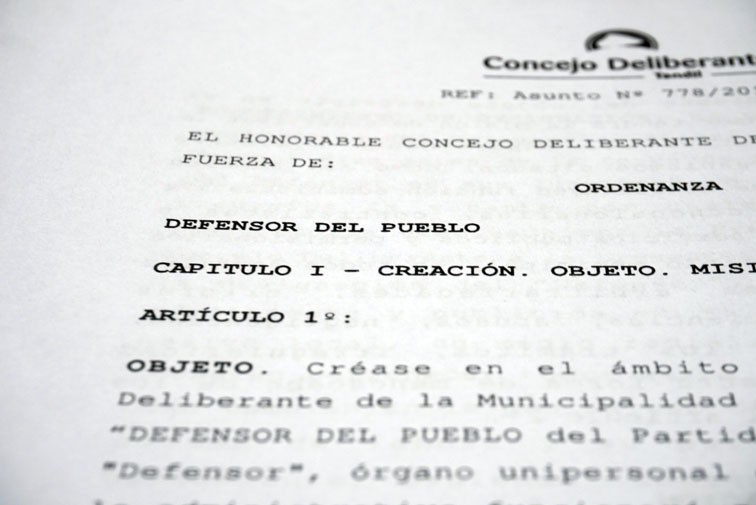 Concejo Deliberant
Tandil
REF: Asunto Nº 778/20
EL HONORABLE CONCEJO DELIBERANTE DE
FUERZA DE:
ORDENANZA
DEFENSOR DEL PUEBLO
CAPITULO I – CREACIÓN. OBJETO. MISI
ARTÍCULO 1º:
OBJETO. Créase en el ámbito
Deliberante de la Municipalidad
"DEFENSOR DEL PUEBLO del Partid
"Defensor", órgano unipersonal